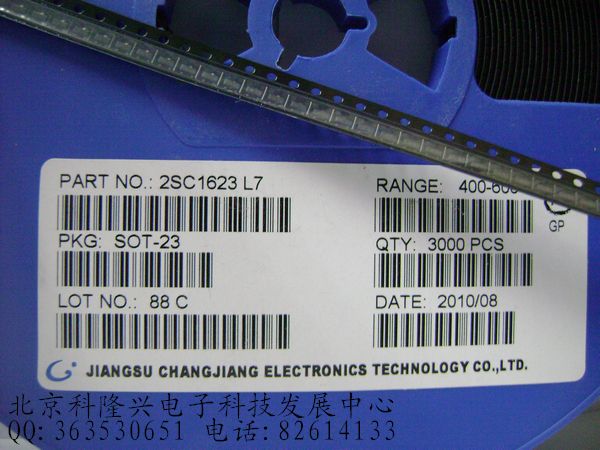 PART NO.: 2SC1623 L7
RANGE: 400-600
PKG: SOT-23
QTY: 3000 PCS
GP
LOT NO.: 88 C
DATE: 2010/08
JIANGSU CHANGJIANG ELECTRONICS TECHNOLOGY CO.,LTD.
北京科隆兴电子科技发展中心
QQ:363530651 电话:82614133